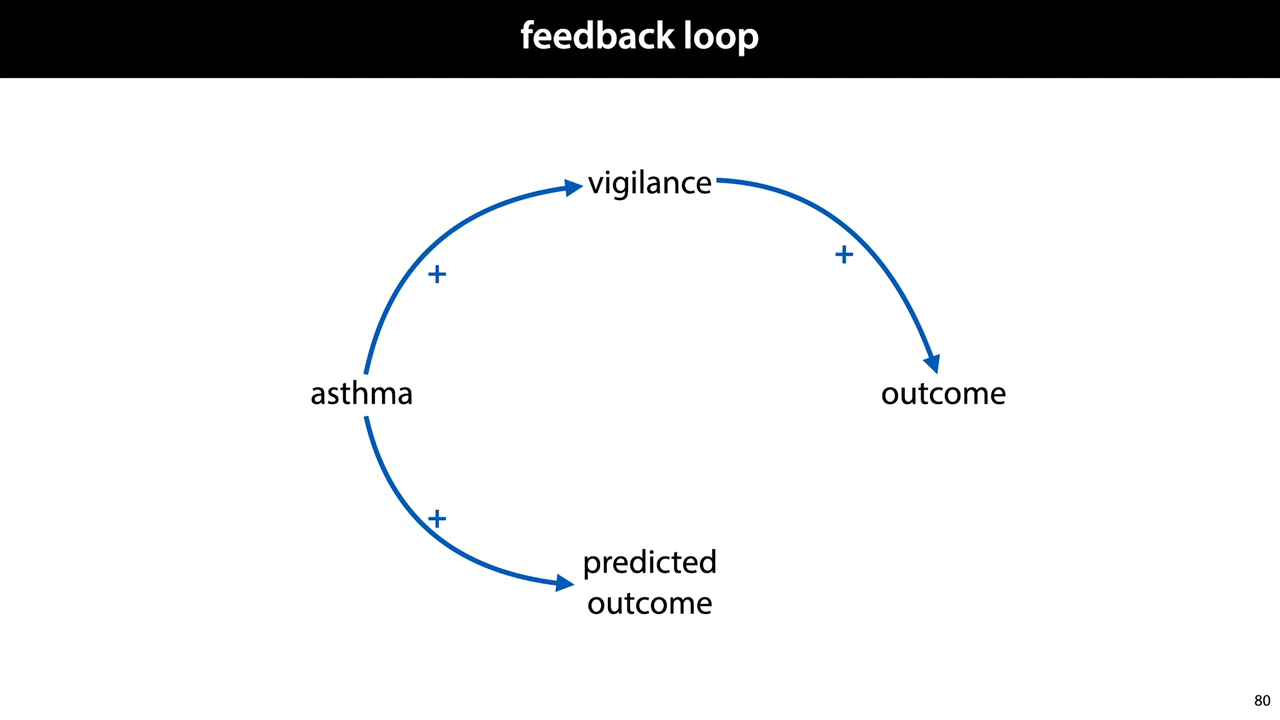 feedback loop
vigilance
+
+
asthma
outcome
+
predicted
outcome
80